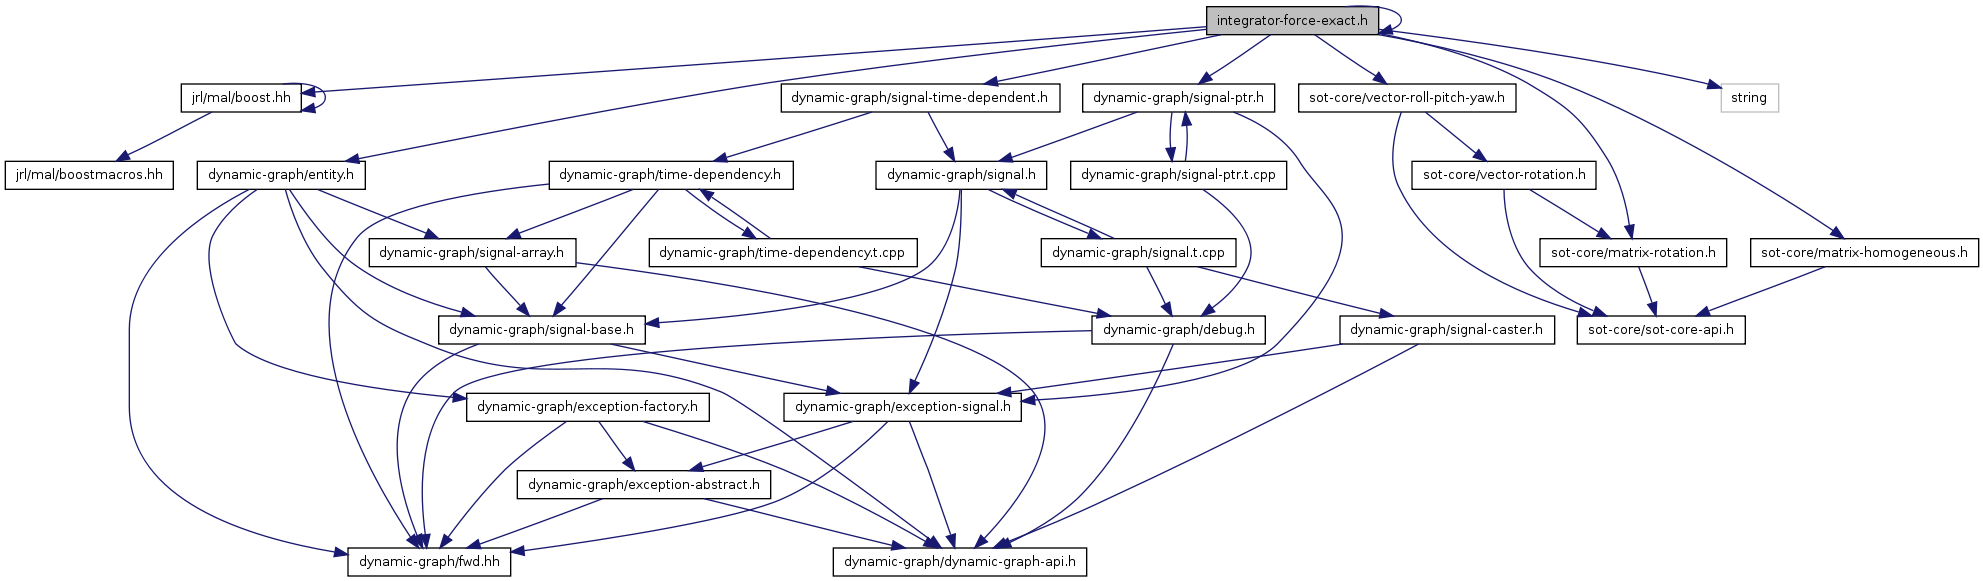 integrator-force-exact.h
jrl/mal/boost.hh
dynamic-graph/signal-time-dependent.h
dynamic-graph/signal-ptr.h
sot-core/vector-roll-pitch-yaw.h
string
jrl/mal/boostmacros.hh
dynamic-graph/entity.h
dynamic-graph/time-dependency.h
dynamic-graph/signal.h
dynamic-graph/signal-ptr.t.cpp
sot-core/vector-rotation.h
dynamic-graph/signal-array.h
dynamic-graph/time-dependency.t.cpp
dynamic-graph/signal.t.cpp
sot-core/matrix-rotation.h
sot-core/matrix-homogeneous.h
dynamic-graph/signal-base.h
dynamic-graph/debug.h
dynamic-graph/signal-caster.h
sot-core/sot-core-api.h
dynamic-graph/exception-factory.h
dynamic-graph/exception-signal.h
dynamic-graph/exception-abstract.h
dynamic-graph/fwd.hh
dynamic-graph/dynamic-graph-api.h